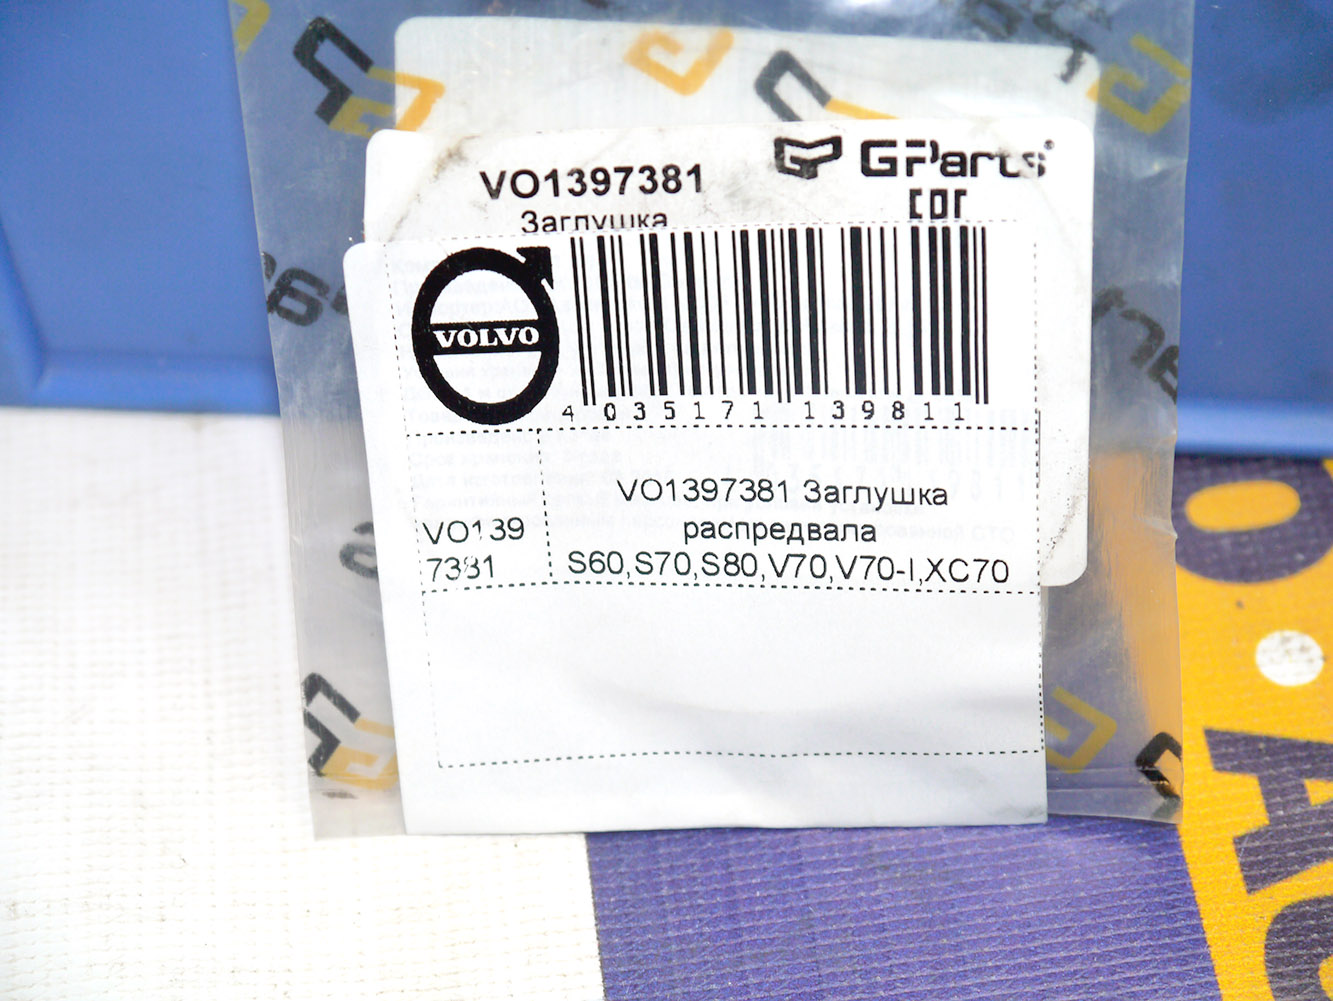 VO1397381
GParts
Заглушка
VOLVO
4 035171 139811
VO139
7381
VO1397381 Заглушка
распредвала
S60,S70,S80,V70,V70-I,XC70